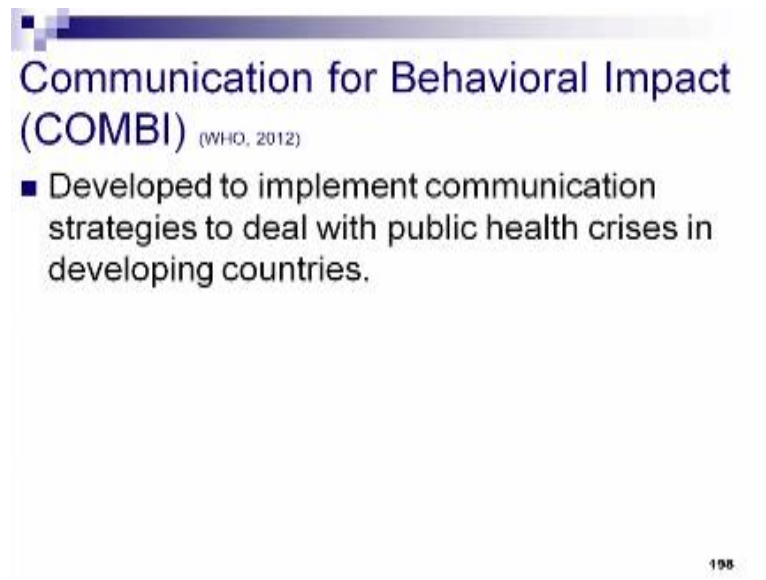 Communication for Behavioral Impact
(COMBI) (WHO, 2012)
Developed to implement communication
strategies to deal with public health crises in
developing countries.
198